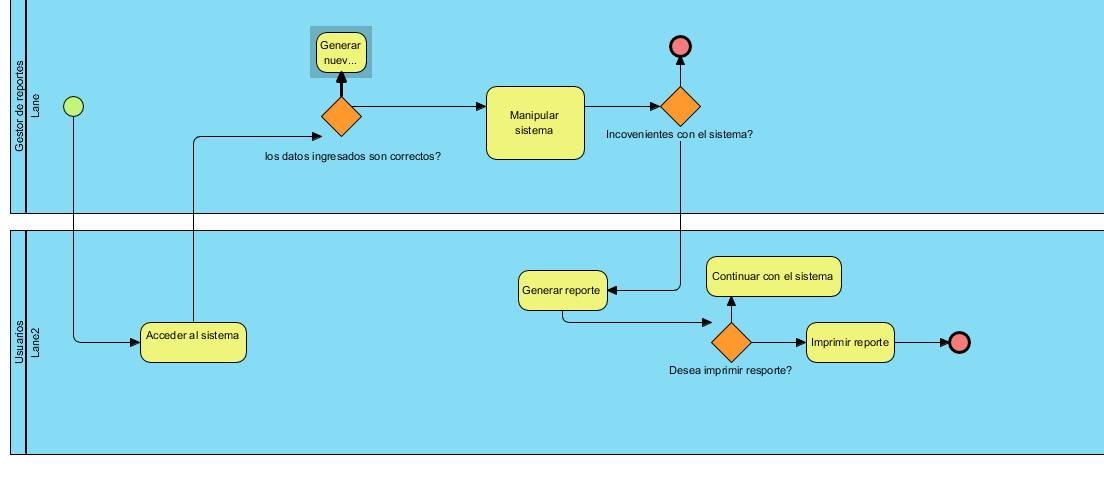 Gestor de reportes
Lane
Generar
nuev...
Manipular
sistema
Incovenientes con el sistema?
los datos ingresados son correctos?
Usuarios
Lane2
Acceder al sistema
Generar reporte
Continuar con el sistema
Imprimir reporte
Desea imprimir resporte?